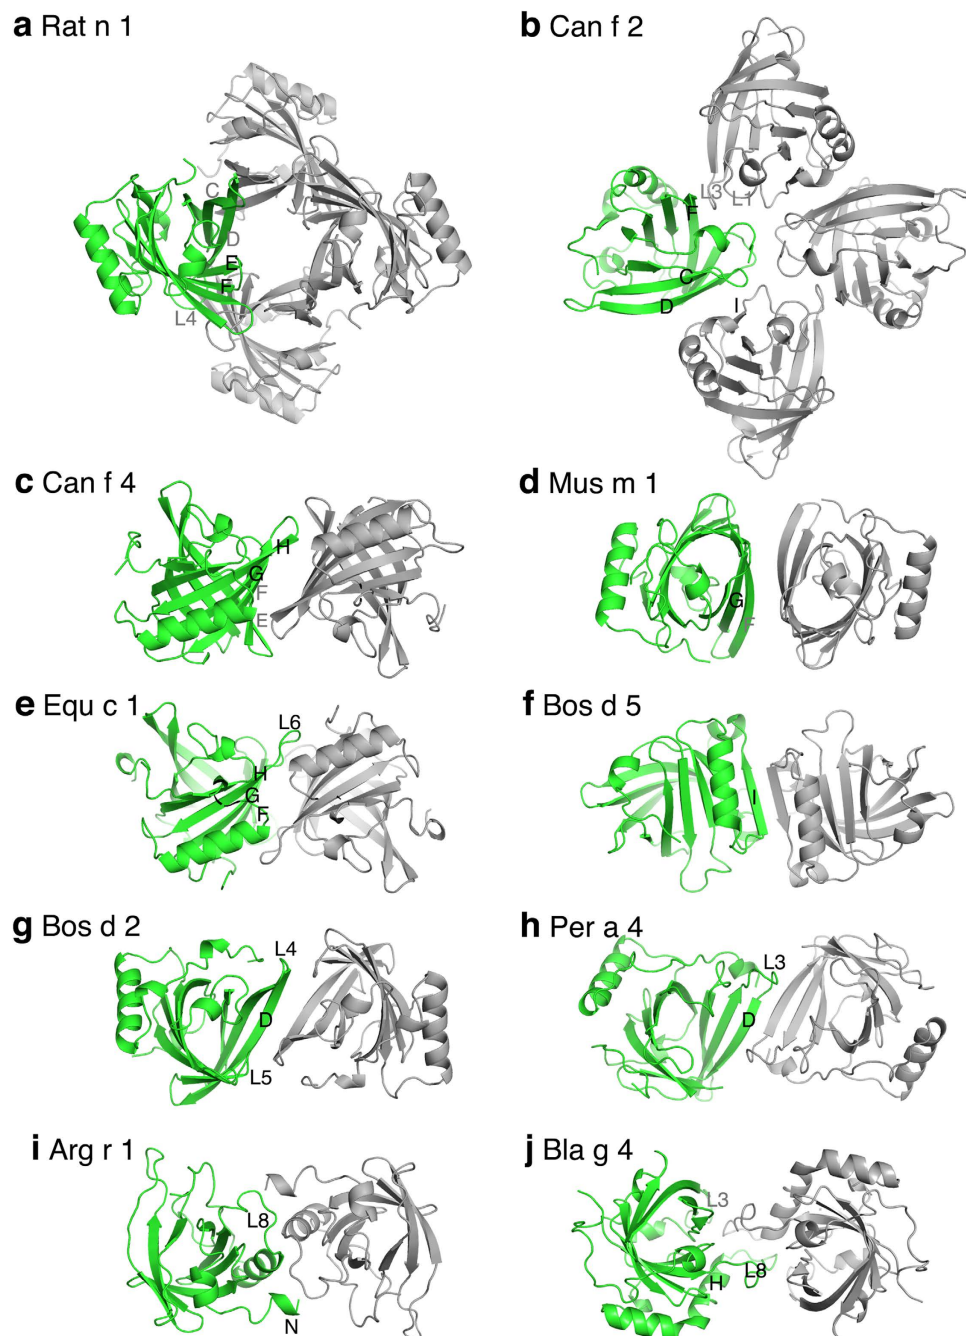 a Rat n 1
b Can f 2
C
D
E
F
L4
L3
L1
F
C
D
I
c Can f 4
d Mus m 1
H
G
F
E
G
F
e Equ c 1
f Bos d 5
L6
H
G
F
I
g Bos d 2
h Per a 4
L4
D
L5
L3
D
i Arg r 1
j Bla g 4
L8
N
L3
L8
H